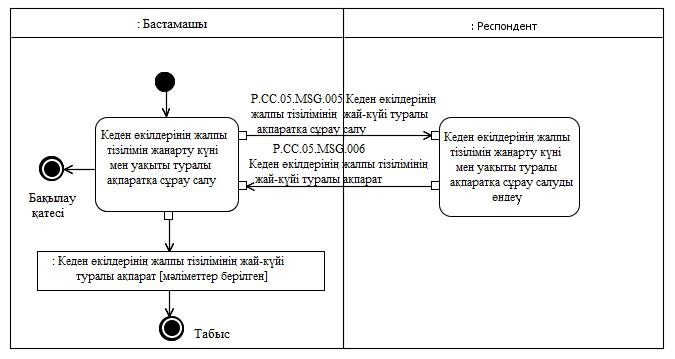 : Бастамашы
: Респондент
P.CC.05.MSG.005 Кеден өкілдерінің
жалпы тізілімінің жай-күйі туралы
ақпаратқа сұрау салу
Кеден өкілдерінің жалпы
тізілімін жаңарту күні
мен уақыты туралы
ақпаратқа сұрау салу
P.CC.05.MSG.006
Кеден өкілдерінің жалпы тізілімінің
жай-күйі туралы ақпарат
Кеден өкілдерінің жалпы
тізілімін жаңарту күні
мен уақыты туралы
ақпаратқа сұрау салуды
өңдеу
Бақылау
қатесі
: Кеден өкілдерінің жалпы тізілімінің жай-күйі
туралы ақпарат [мәліметтер берілген]
Табыс